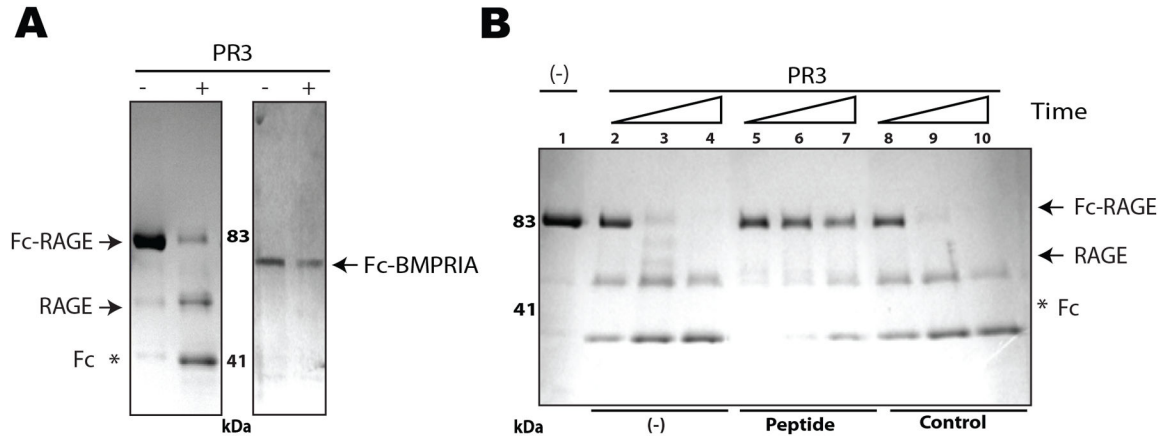 A
PR3
- +
- +
Fc-RAGE
RAGE
Fc *
83
41
kDa
Fc-BMPRIA
B
(-)
PR3
Time
1 2 3 4 5 6 7 8 9 10
83
41
kDa
Fc-RAGE
RAGE
* Fc
(-)
Peptide
Control